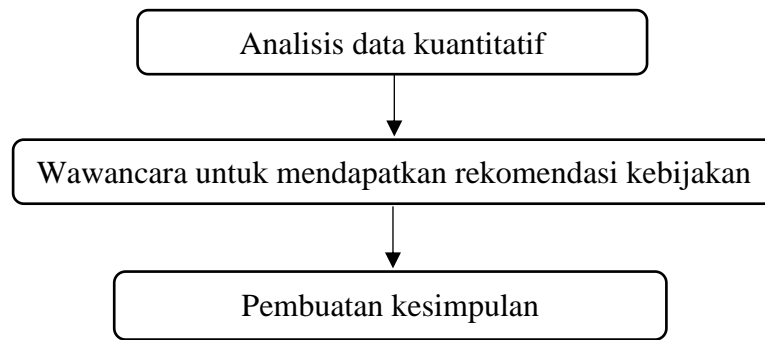 Analisis data kuantitatif
Wawancara untuk mendapatkan rekomendasi kebijakan
Pembuatan kesimpulan